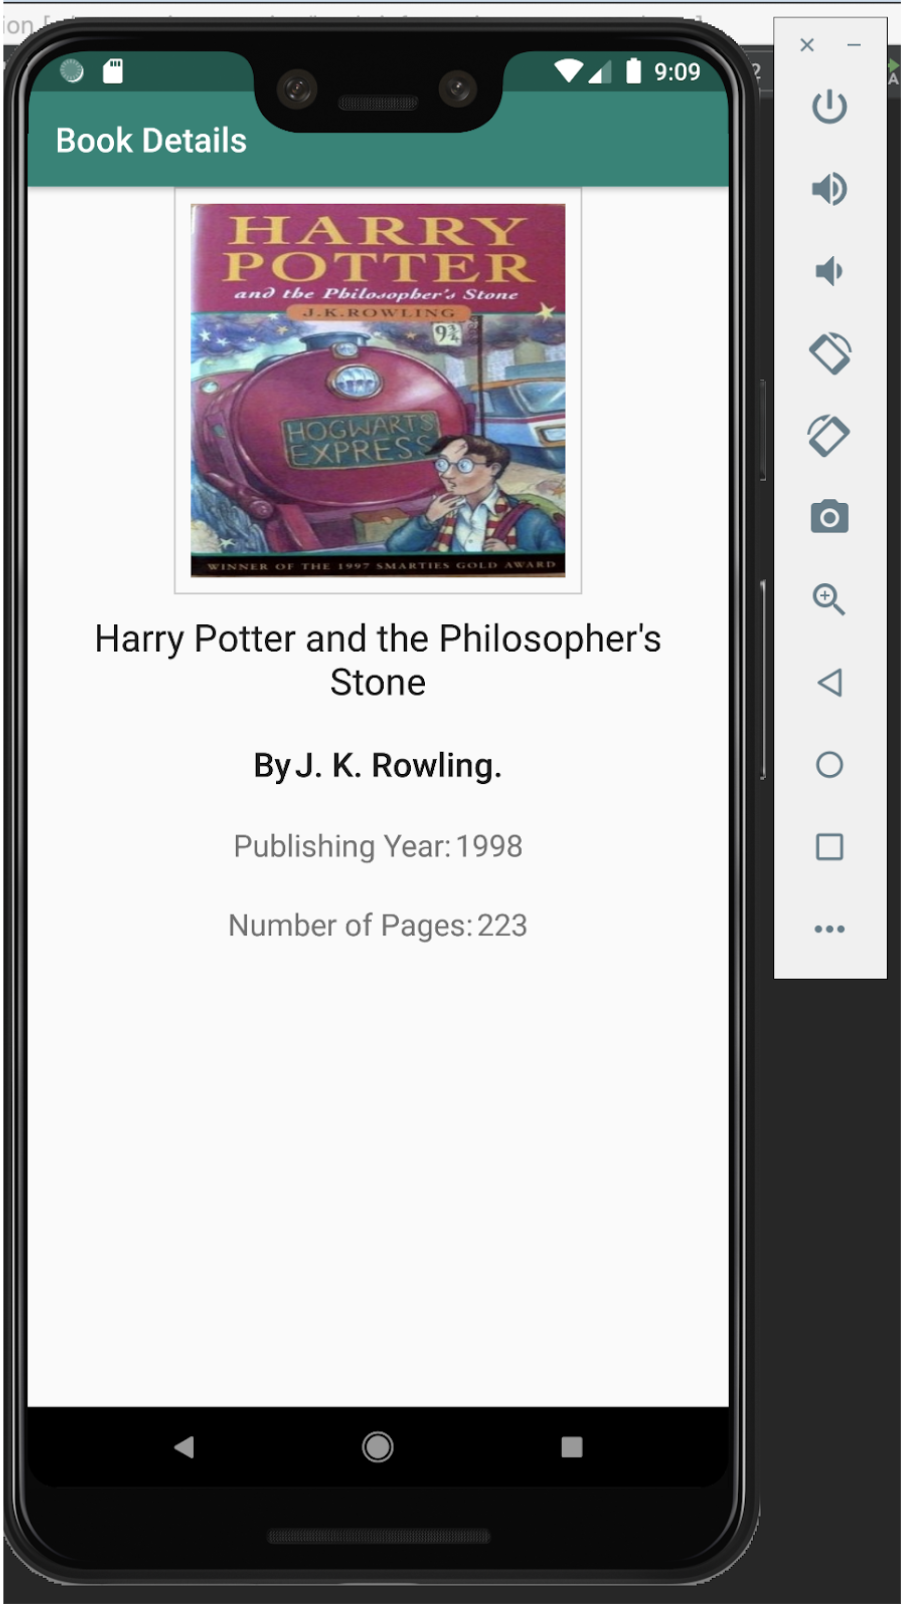 ion
9:09
Book Details
HARRY
POTTER
and the Philosopher's Stone
J.K.ROWLING
9¾
HOGWARTS
EXPRESS
WINNER OF THE 1997 SMARTIES GOLD AWARD
Harry Potter and the Philosopher's
Stone
By J. K. Rowling.
Publishing Year: 1998
Number of Pages: 223